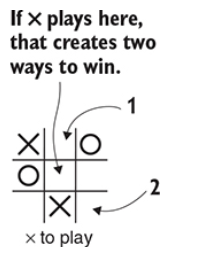 If × plays here,
that creates two
ways to win.
1
X O
O
2
X
× to play